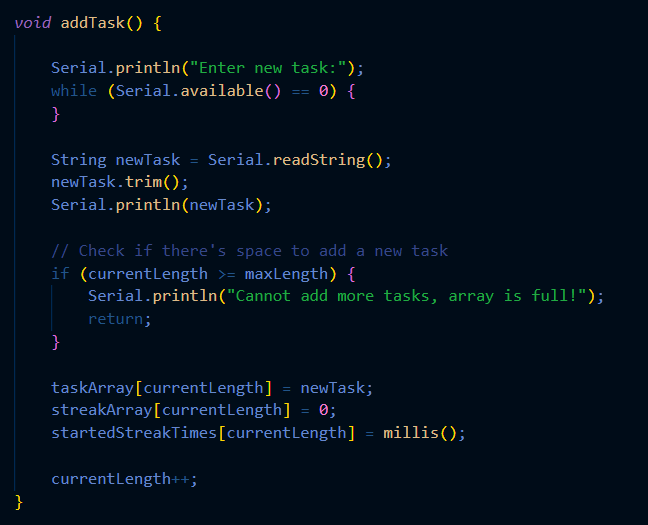 void addTask() {
Serial.println("Enter new task:");
while (Serial.available() == 0) {
}
String newTask = Serial.readString();
newTask.trim();
Serial.println(newTask);
// Check if there's space to add a new task
if (currentLength >= maxLength) {
Serial.println("Cannot add more tasks, array is full!");
return;
}
taskArray[currentLength] = newTask;
streakArray[currentLength] = 0;
startedStreakTimes[currentLength] = millis();
currentLength++;
}